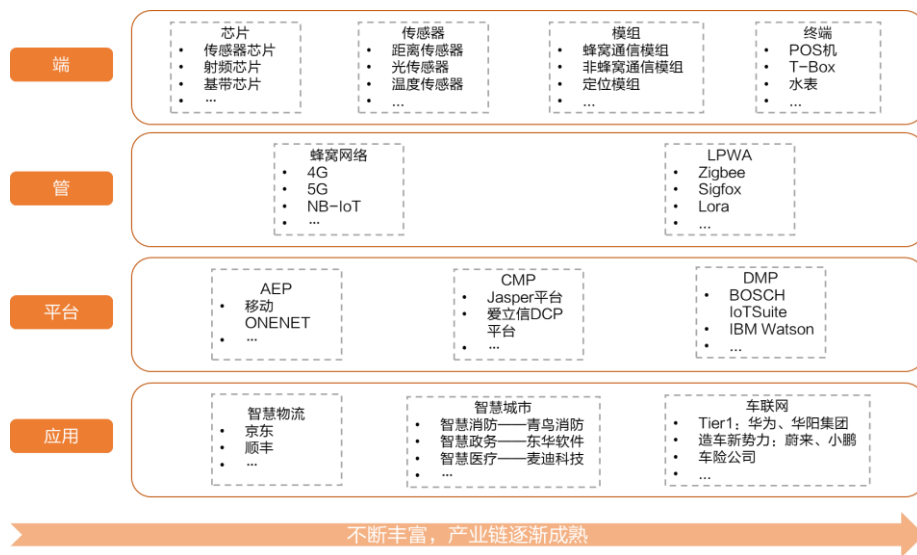 端
芯片
• 传感器芯片
• 射频芯片
• 基带芯片
• …
传感器
• 距离传感器
• 光传感器
• 温度传感器
• …
模组
• 蜂窝通信模组
• 非蜂窝通信模组
• 定位模组
• …
终端
• POS机
• T-Box
• 水表
• …
管
蜂窝网络
• 4G
• 5G
• NB-IoT
• …
LPWA
• Zigbee
• Sigfox
• Lora
• …
平台
AEP
• 移动
ONENET
• …
CMP
• Jasper平台
• 爱立信DCP
平台
• …
DMP
• BOSCH
IoTSuite
• IBM Watson
• …
应用
智慧物流
• 京东
• 顺丰
• …
智慧城市
• 智慧消防——青鸟消防
• 智慧政务——东华软件
• 智慧医疗——麦迪科技
• …
车联网
• Tier1：华为、华阳集团
• 造车新势力：蔚来、小鹏
• 车险公司
• …
不断丰富，产业链逐渐成熟